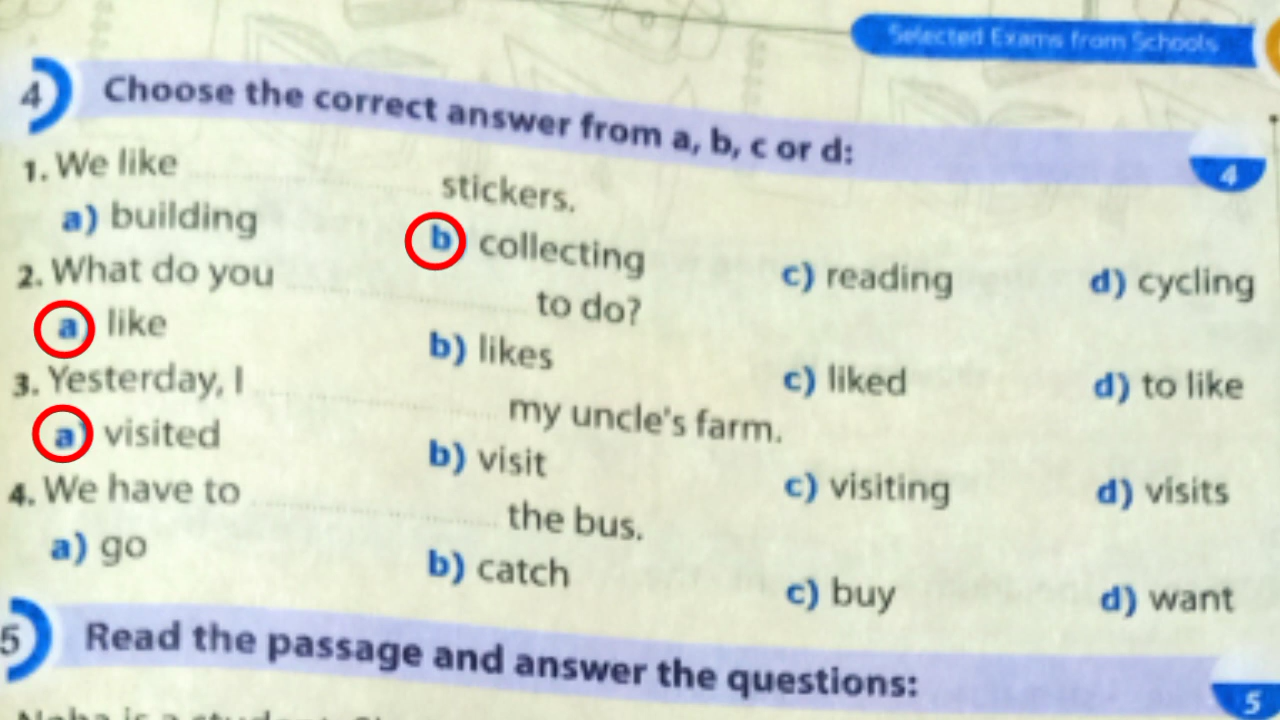 Selected Exams from Schools
4 Choose the correct answer from a, b, c or d:
4
1. We like .......... stickers.
a) building b) collecting c) reading d) cycling
2. What do you .......... to do?
a) like b) likes c) liked d) to like
3. Yesterday, I .......... my uncle's farm.
a) visited b) visit c) visiting d) visits
4. We have to .......... the bus.
a) go b) catch c) buy d) want
5 Read the passage and answer the questions:
5
is a student.